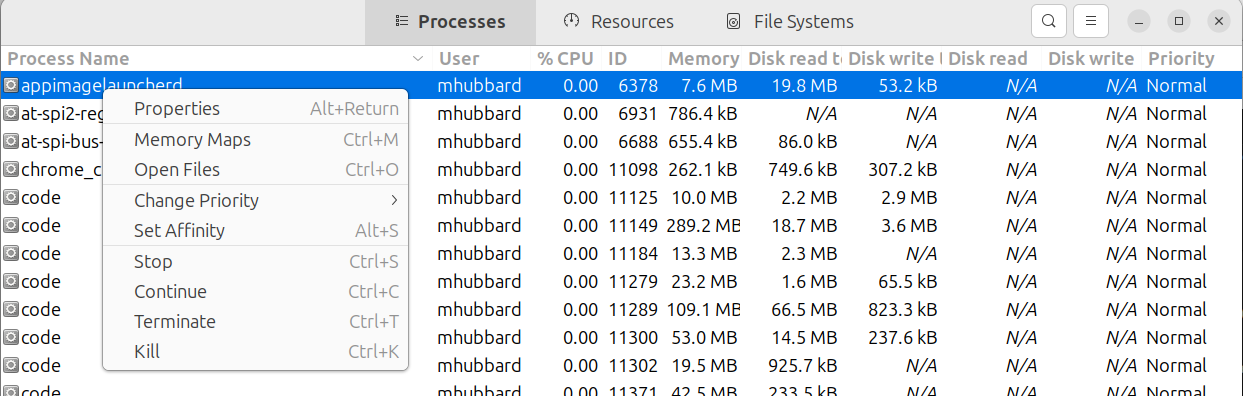 Processes Resources File Systems
Process Name User % CPU ID Memory Disk read to Disk write t Disk read Disk write Priority
appimagelauncherd mhubbard 0.00 6378 7.6 MB 19.8 MB 53.2 kB N/A N/A Normal
Properties Alt+Return
at-spi2-reg mhubbard 0.00 6931 786.4 kB N/A N/A N/A N/A Normal
Memory Maps Ctrl+M
at-spi-bus- mhubbard 0.00 6688 655.4 kB 86.0 kB N/A N/A N/A Normal
Open Files Ctrl+O
chrome_c mhubbard 0.00 11098 262.1 kB 749.6 kB 307.2 kB N/A N/A Normal
Change Priority
code mhubbard 0.00 11125 10.0 MB 2.2 MB 2.9 MB N/A N/A Normal
Set Affinity Alt+S
code mhubbard 0.00 11149 289.2 MB 18.7 MB 3.6 MB N/A N/A Normal
Stop Ctrl+S
code mhubbard 0.00 11184 13.3 MB 2.3 MB N/A N/A N/A Normal
Continue Ctrl+C
code mhubbard 0.00 11279 23.2 MB 1.6 MB 65.5 kB N/A N/A Normal
Terminate Ctrl+T
code mhubbard 0.00 11289 109.1 MB 66.5 MB 823.3 kB N/A N/A Normal
code mhubbard 0.00 11300 53.0 MB 14.5 MB 237.6 kB N/A N/A Normal
Kill Ctrl+K
code mhubbard 0.00 11302 19.5 MB 925.7 kB N/A N/A N/A Normal
code mhubbard 0.00 11371 42.5 MB 233.5 kB N/A N/A N/A Normal